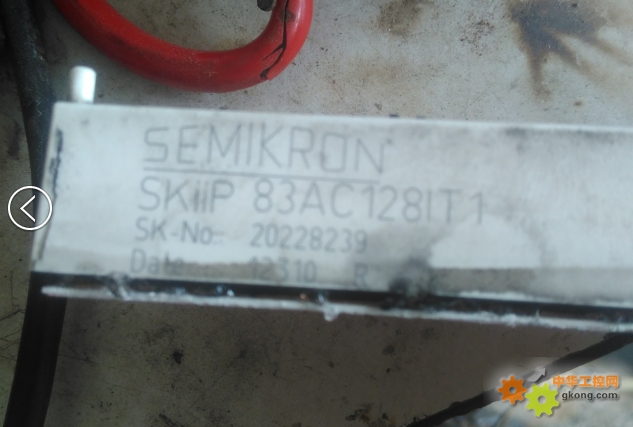 SEMIKRON
SKiiP 83AC128IT1
SK-No.: 20228239
Date 12310 R
中华工控网
gkong.com